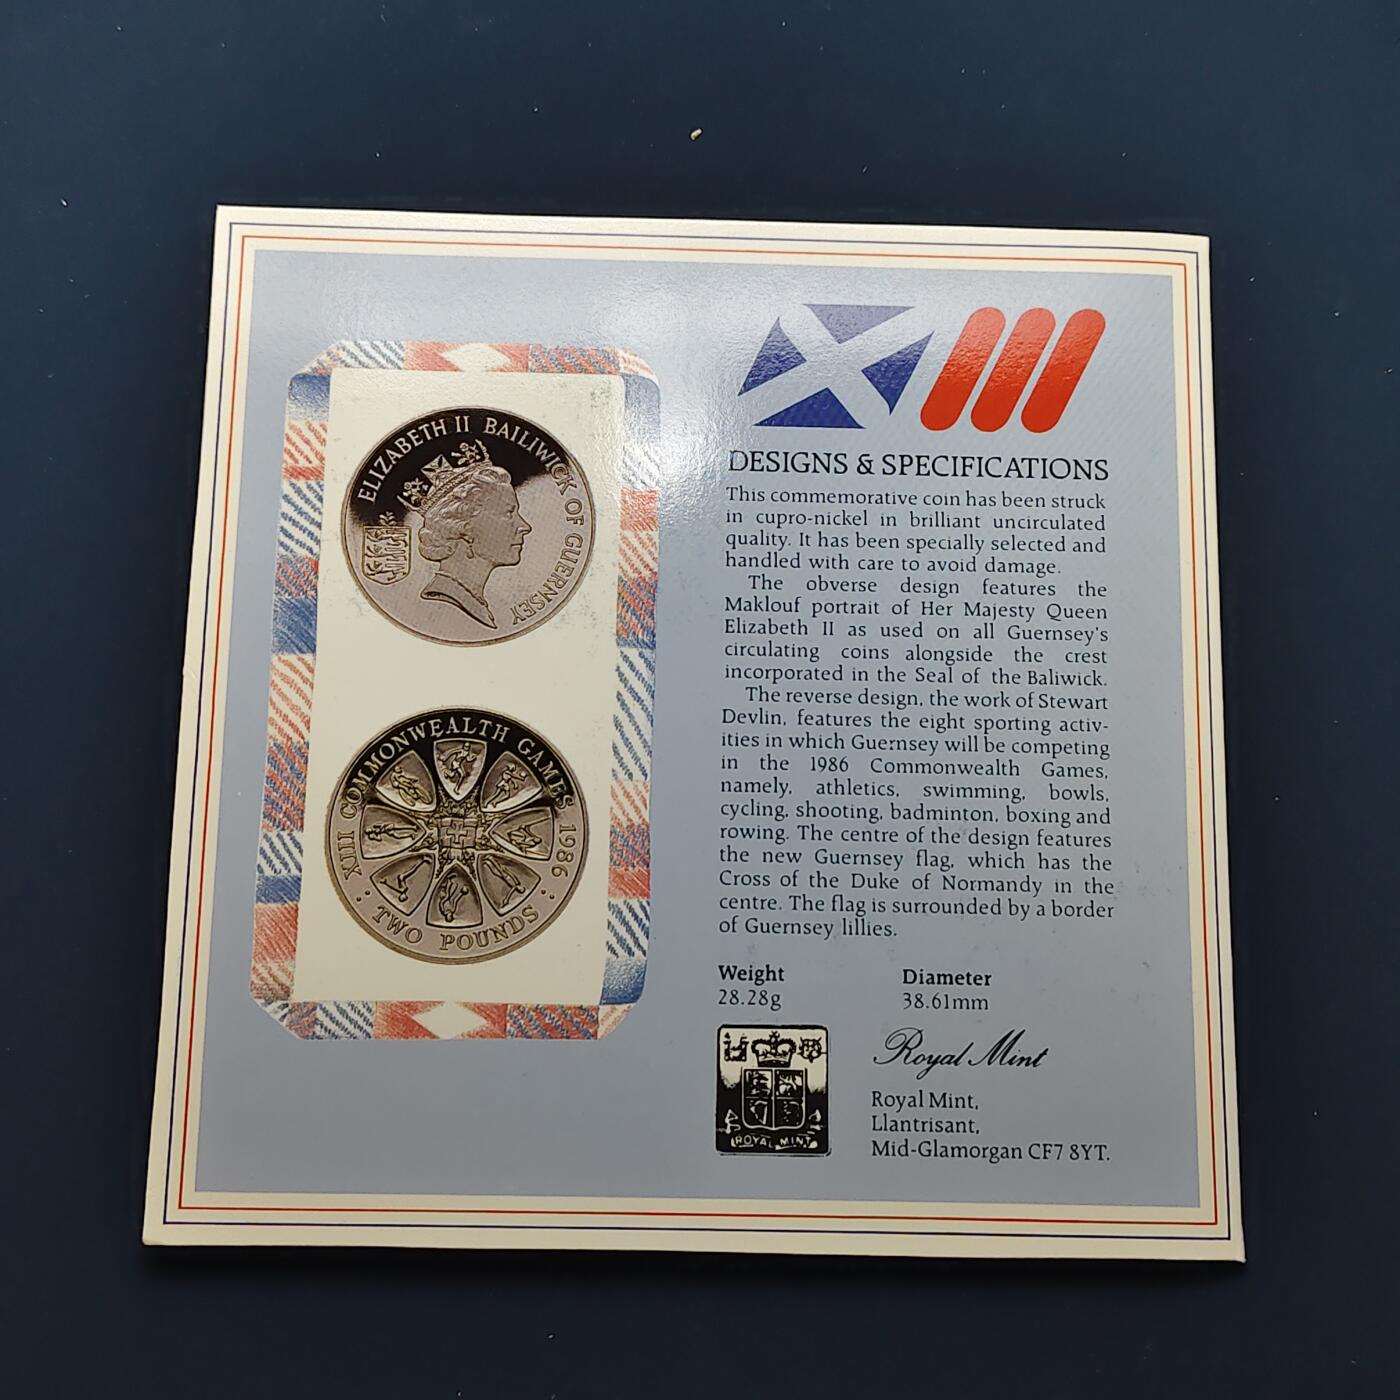 ELIZABETH II BAILIWICK OF GUERNSEY
XIII COMMONWEALTH GAMES 1986
TWO POUNDS
DESIGNS & SPECIFICATIONS
This commemorative coin has been struck
in cupro-nickel in brilliant uncirculated
quality. It has been specially selected and
handled with care to avoid damage.
The obverse design features the
Maklouf portrait of Her Majesty Queen
Elizabeth II as used on all Guernsey's
circulating coins alongside the crest
incorporated in the Seal of the Baliwick.
The reverse design, the work of Stewart
Devlin, features the eight sporting activ-
ities in which Guernsey will be competing
in the 1986 Commonwealth Games,
namely, athletics, swimming, bowls,
cycling, shooting, badminton, boxing and
rowing. The centre of the design features
the new Guernsey flag, which has the
Cross of the Duke of Normandy in the
centre. The flag is surrounded by a border
of Guernsey lillies.
Weight
28.28g
Diameter
38.61mm
ROYAL MINT
Royal Mint
Royal Mint,
Llantrisant,
Mid-Glamorgan CF7 8YT.